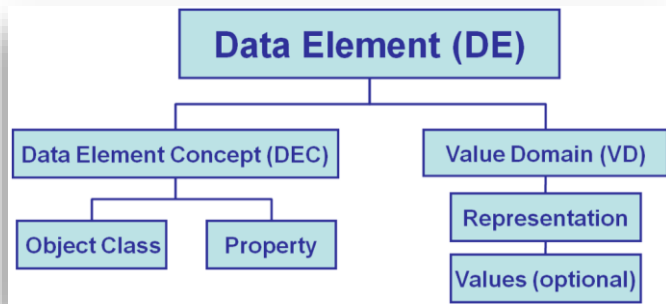 Data Element (DE)
Data Element Concept (DEC)
Value Domain (VD)
Object Class
Property
Representation
Values (optional)